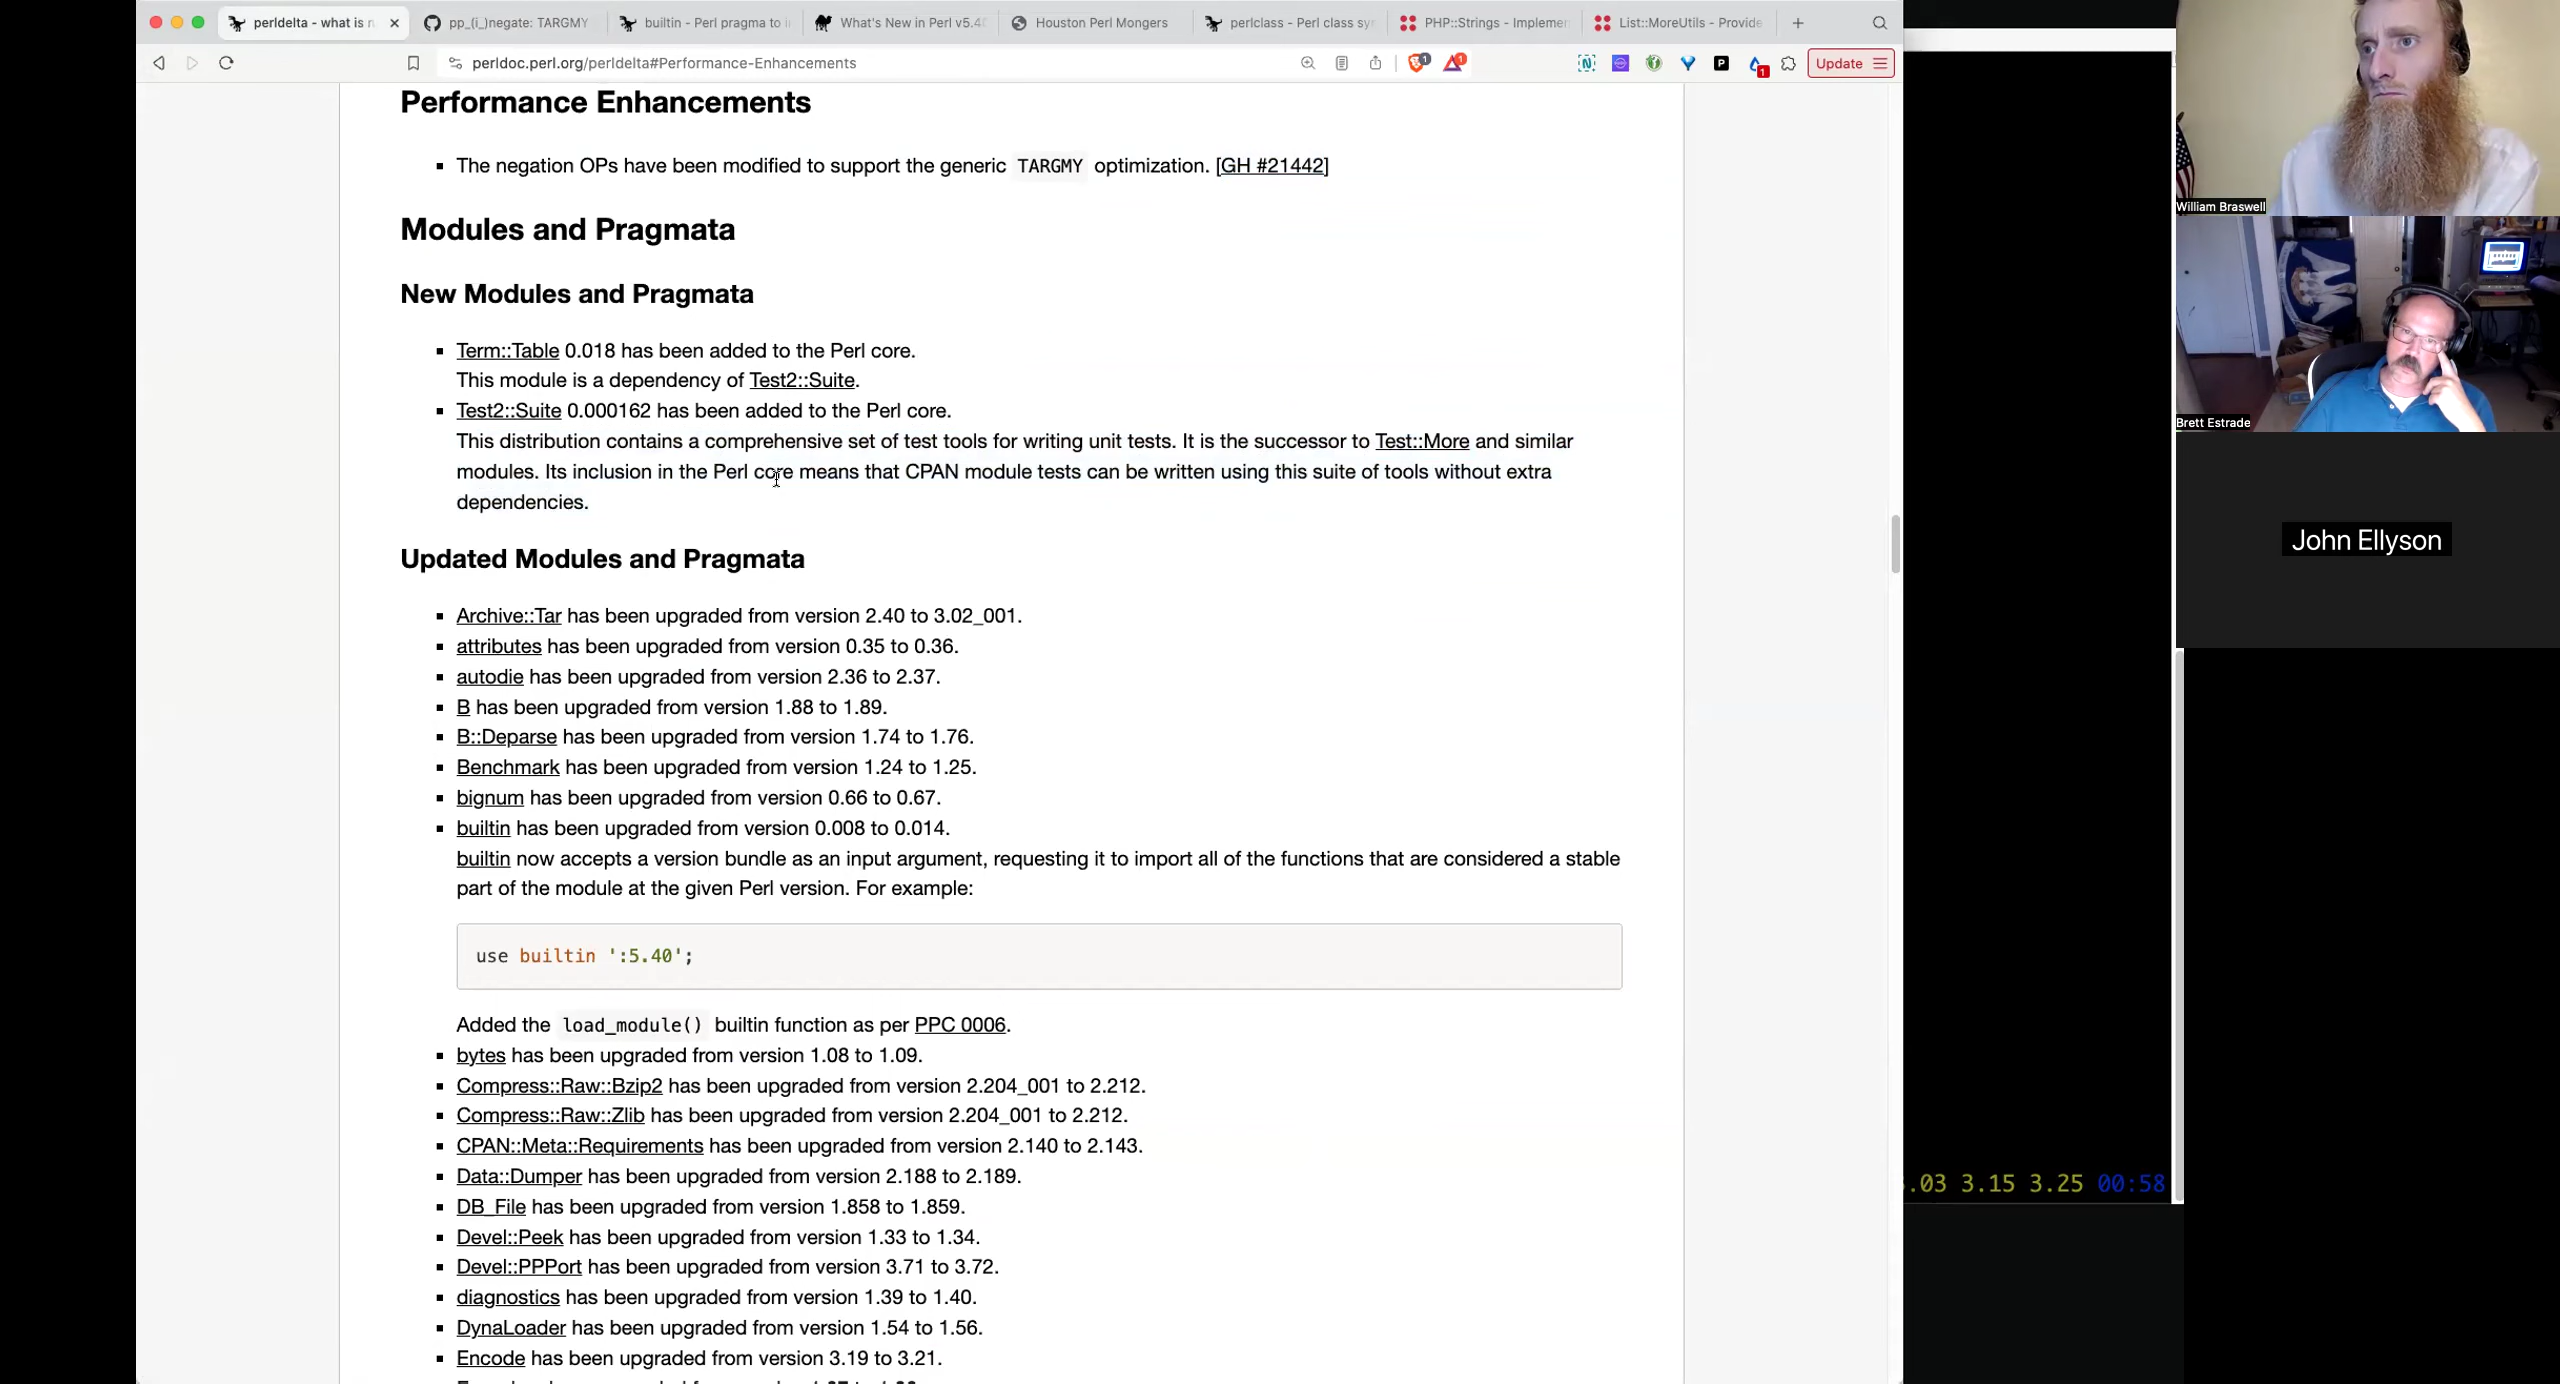 perldelta - what is n
pp_(i_)negate: TARGMY
builtin - Perl pragma to i
What's New in Perl v5.40
Houston Perl Mongers
perlclass - Perl class sy
PHP::Strings - Implemen
List::MoreUtils - Provide
perldoc.perl.org/perldelta#Performance-Enhancements
1
1
N
P
1
Update
Performance Enhancements
The negation OPs have been modified to support the generic TARGMY optimization. [GH #21442]
Modules and Pragmata
New Modules and Pragmata
Term::Table 0.018 has been added to the Perl core.
This module is a dependency of Test2::Suite.
Test2::Suite 0.000162 has been added to the Perl core.
This distribution contains a comprehensive set of test tools for writing unit tests. It is the successor to Test::More and similar
modules. Its inclusion in the Perl core means that CPAN module tests can be written using this suite of tools without extra
dependencies.
Updated Modules and Pragmata
Archive::Tar has been upgraded from version 2.40 to 3.02_001.
attributes has been upgraded from version 0.35 to 0.36.
autodie has been upgraded from version 2.36 to 2.37.
B has been upgraded from version 1.88 to 1.89.
B::Deparse has been upgraded from version 1.74 to 1.76.
Benchmark has been upgraded from version 1.24 to 1.25.
bignum has been upgraded from version 0.66 to 0.67.
builtin has been upgraded from version 0.008 to 0.014.
builtin now accepts a version bundle as an input argument, requesting it to import all of the functions that are considered a stable
part of the module at the given Perl version. For example:
use builtin ':5.40';
Added the load_module() builtin function as per PPC 0006.
bytes has been upgraded from version 1.08 to 1.09.
Compress::Raw::Bzip2 has been upgraded from version 2.204_001 to 2.212.
Compress::Raw::Zlib has been upgraded from version 2.204_001 to 2.212.
CPAN::Meta::Requirements has been upgraded from version 2.140 to 2.143.
Data::Dumper has been upgraded from version 2.188 to 2.189.
DB_File has been upgraded from version 1.858 to 1.859.
Devel::Peek has been upgraded from version 1.33 to 1.34.
Devel::PPPort has been upgraded from version 3.71 to 3.72.
diagnostics has been upgraded from version 1.39 to 1.40.
DynaLoader has been upgraded from version 1.54 to 1.56.
Encode has been upgraded from version 3.19 to 3.21.
William Braswell
Brett Estrade
John Ellyson
.03 3.15 3.25 00:58